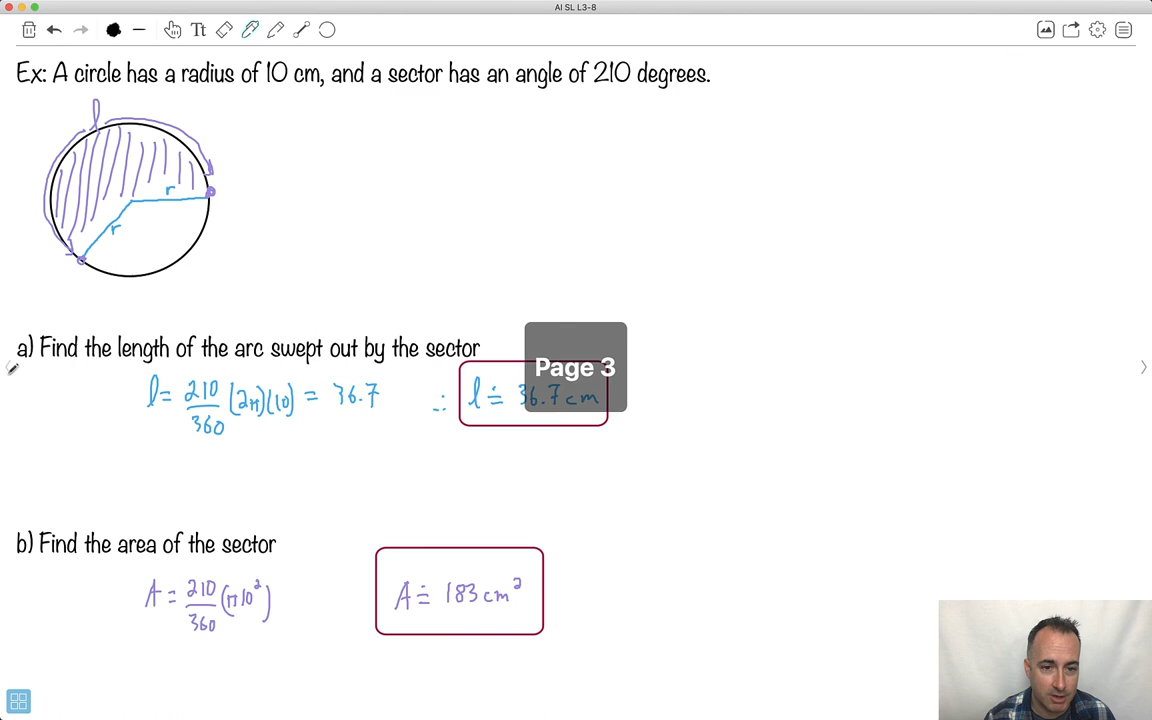 AI SL L3-8
Tt
Ex: A circle has a radius of 10 cm, and a sector has an angle of 210 degrees.
l
r
r
a) Find the length of the arc swept out by the sector
Page 3
l = 210/360 (2π)(10) = 36.7 ∴ l ≐ 36.7 cm
b) Find the area of the sector
A = 210/360 (π10²) A ≐ 183 cm²